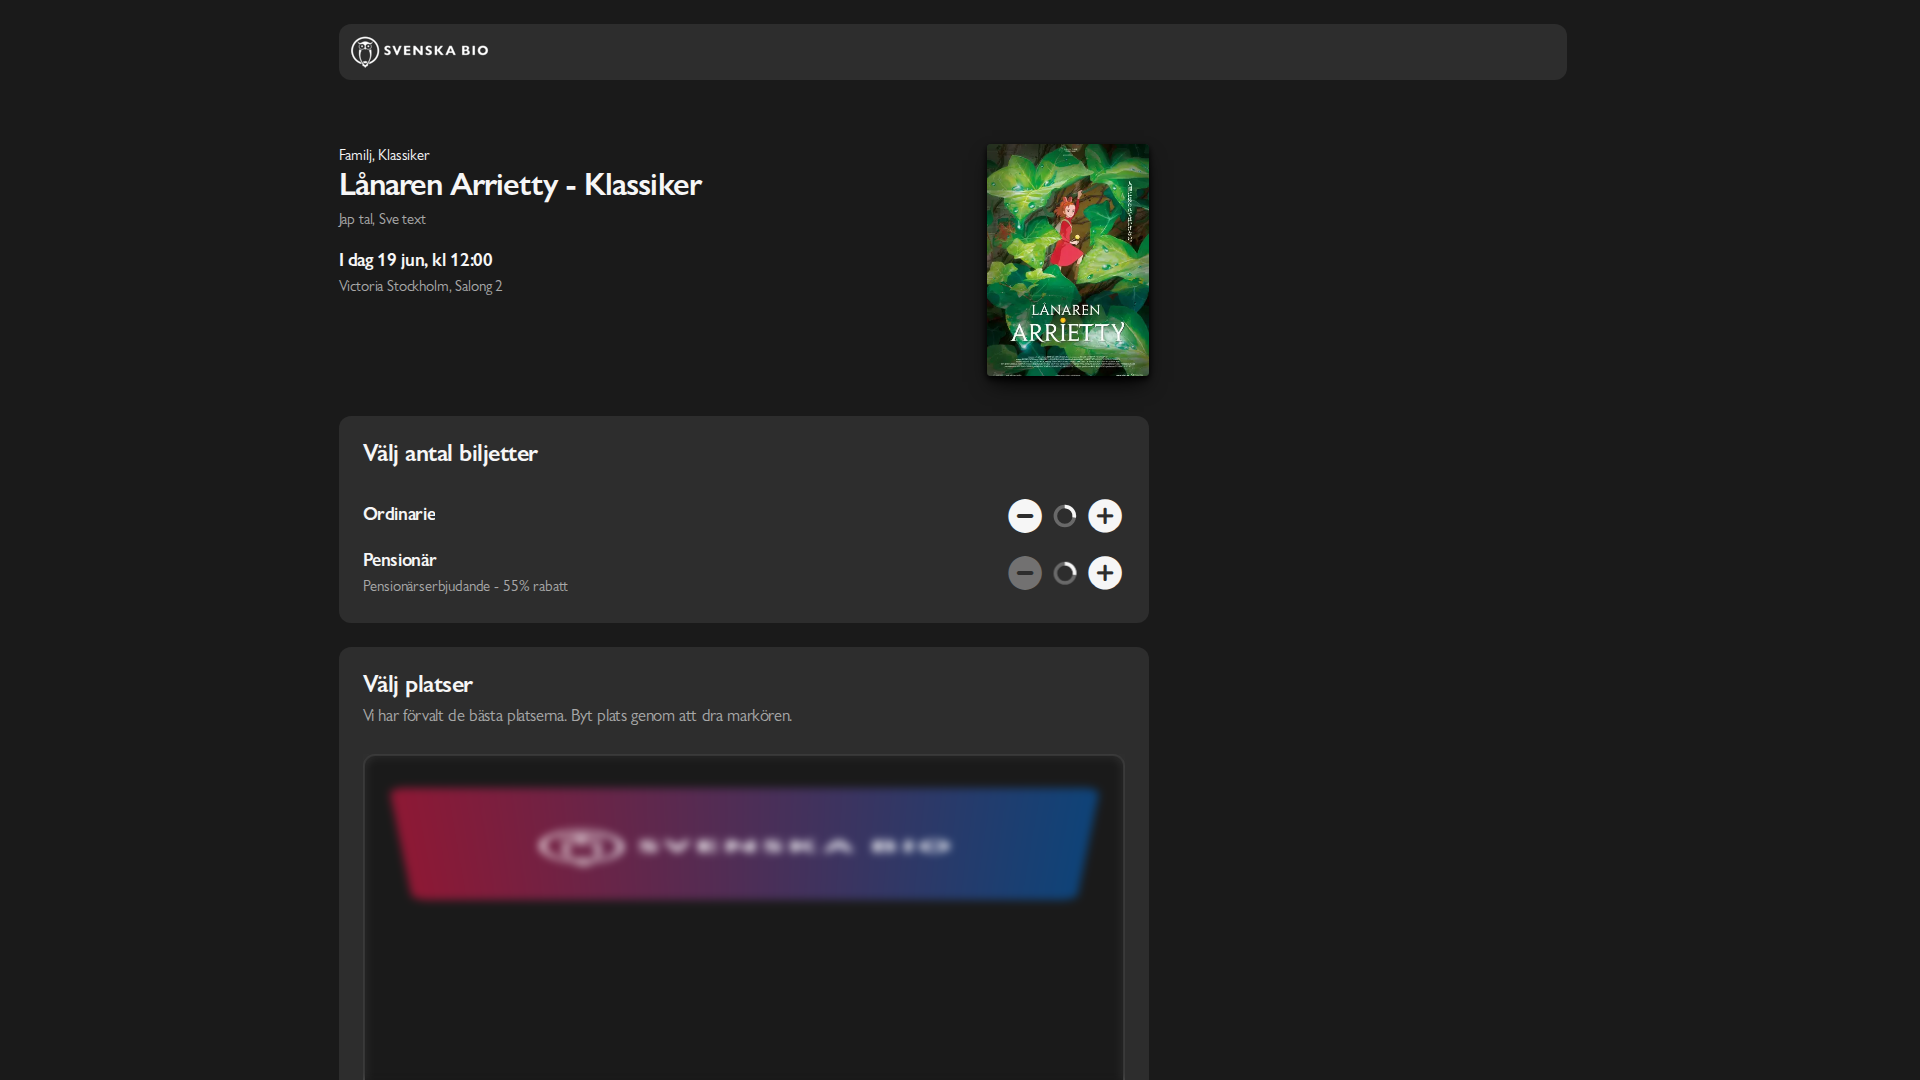 SVENSKA BIO
Familj, Klassiker
Lånaren Arrietty - Klassiker
Jap tal, Sve text
I dag 19 jun, kl 12:00
Victoria Stockholm, Salong 2
LÅNAREN
ARRIETTY
Välj antal biljetter
Ordinarie
Pensionär
Pensionärserbjudande - 55% rabatt
Välj platser
Vi har förvalt de bästa platserna. Byt plats genom att dra markören.
SVENSKA BIO